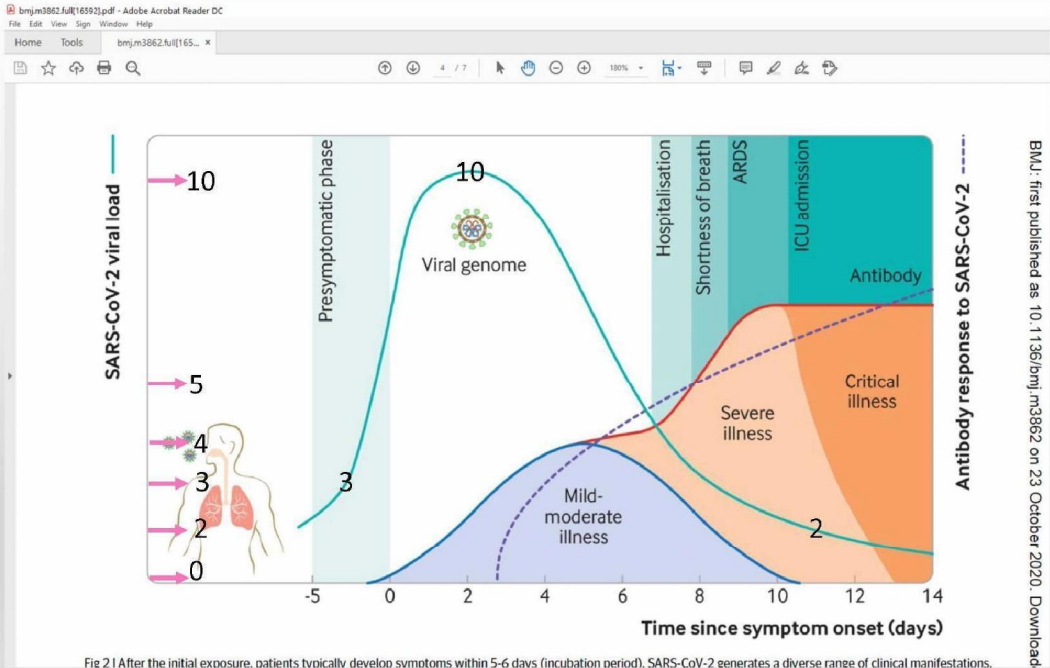 bmj.m3862.full[16592].pdf - Adobe Acrobat Reader DC
File Edit View Sign Window Help
Home Tools bmj.m3862.full[165... ×
4 / 7 180%
SARS-CoV-2 viral load
10
5
4
3
2
0
Presymptomatic phase
3
10
Viral genome
Hospitalisation
Shortness of breath
ARDS
ICU admission
Antibody
Critical
illness
Severe
illness
Mild-
moderate
illness
2
-5 0 2 4 6 8 10 12 14
Time since symptom onset (days)
Antibody response to SARS-CoV-2
BMJ: first published as 10.1136/bmj.m3862 on 23 October 2020. Download
Fig 2 | After the initial exposure, patients typically develop symptoms within 5-6 days (incubation period). SARS-CoV-2 generates a diverse range of clinical manifestations,